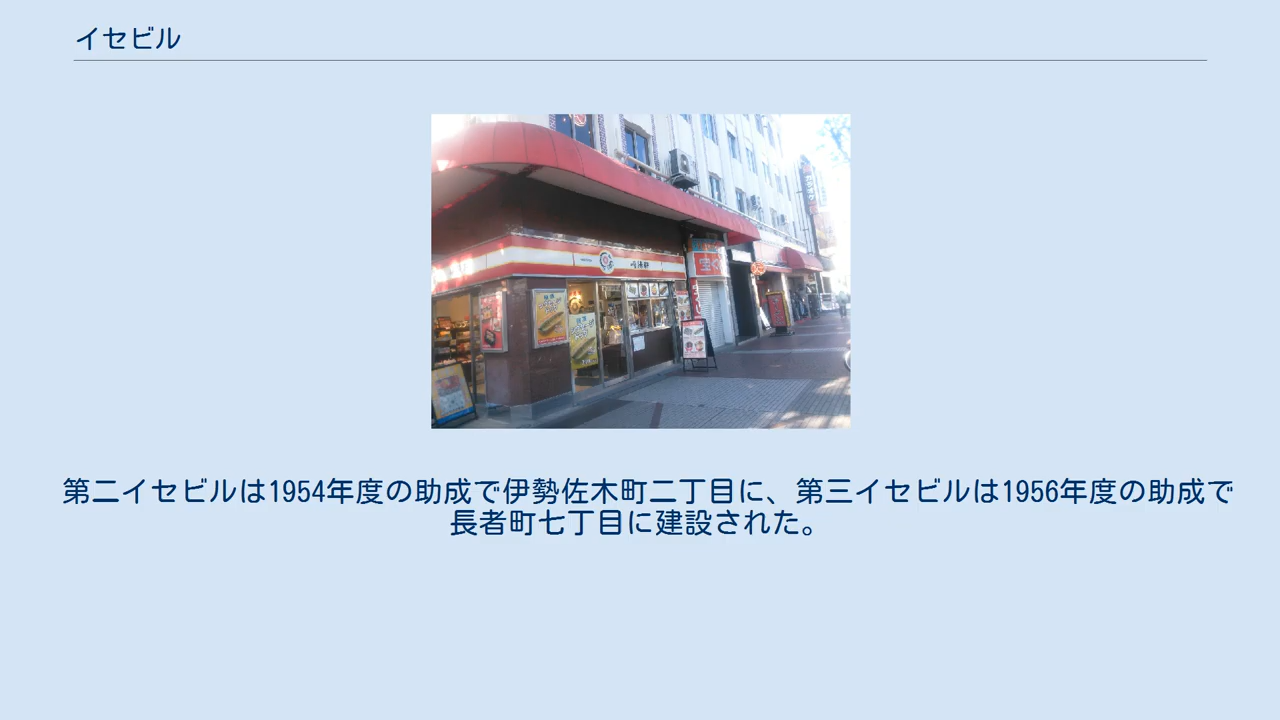 イセビル
第二イセビルは1954年度の助成で伊勢佐木町二丁目に、第三イセビルは1956年度の助成で
長者町七丁目に建設された。